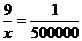 9/x = 1/500000